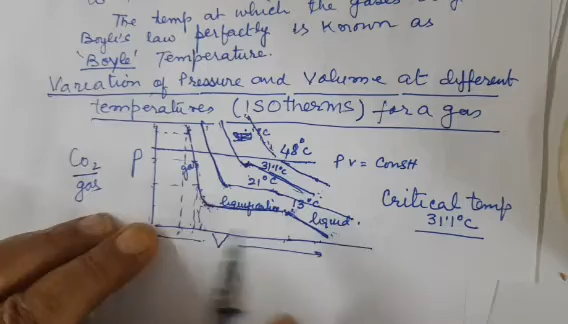 The temp at which the gases
Boyle's law perfectly is Known as
'Boyle' Temperature.
Variation of Pressure and Volume at different
temperatures (ISOtherms) for a gas
CO2
gas
P
gas
48°C
31.1°C
21°C
13°C
liquid.
PV = Const
Critical temp
31.1°C
V